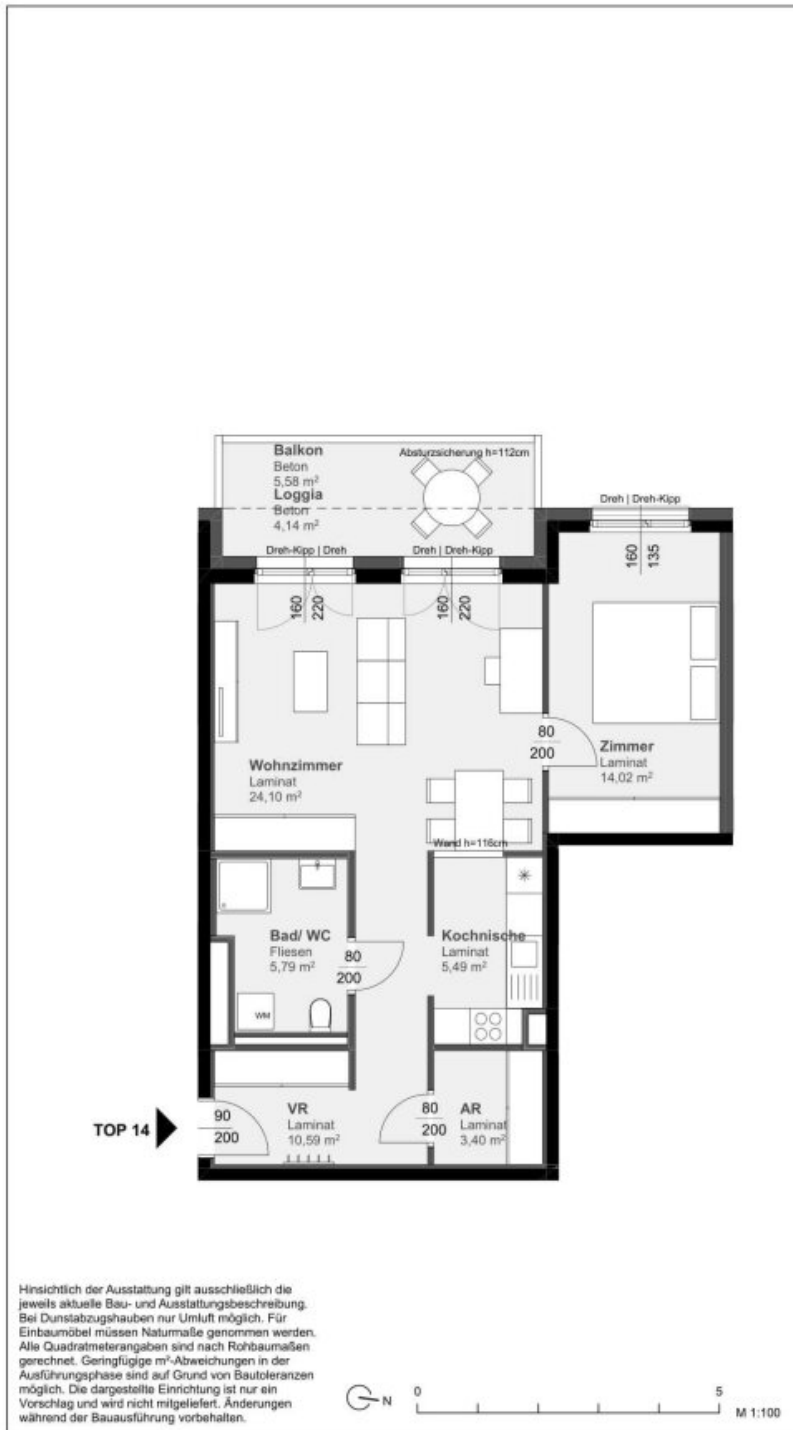 Balkon
Beton
5,58 m²
Loggia
Beton
4,14 m²
Absturzsicherung h=112cm
Dreh | Dreh-Kipp
Dreh-Kipp | Dreh
Dreh | Dreh-Kipp
160
135
160
220
160
220
80
200
Zimmer
Laminat
14,02 m²
Wohnzimmer
Laminat
24,10 m²
Wand h=116cm
Bad/ WC
Fliesen
5,79 m²
80
200
Kochnische
Laminat
5,49 m²
WM
TOP 14
90
200
VR
Laminat
10,59 m²
80
200
AR
Laminat
3,40 m²
Hinsichtlich der Ausstattung gilt ausschließlich die
jeweils aktuelle Bau- und Ausstattungsbeschreibung.
Bei Dunstabzugshauben nur Umluft möglich. Für
Einbaumöbel müssen Naturmaße genommen werden.
Alle Quadratmeterangaben sind nach Rohbaumaßen
gerechnet. Geringfügige m²-Abweichungen in der
Ausführungsphase sind auf Grund von Bautoleranzen
möglich. Die dargestellte Einrichtung ist nur ein
Vorschlag und wird nicht mitgeliefert. Änderungen
während der Bauausführung vorbehalten.
N
0
5
M 1:100